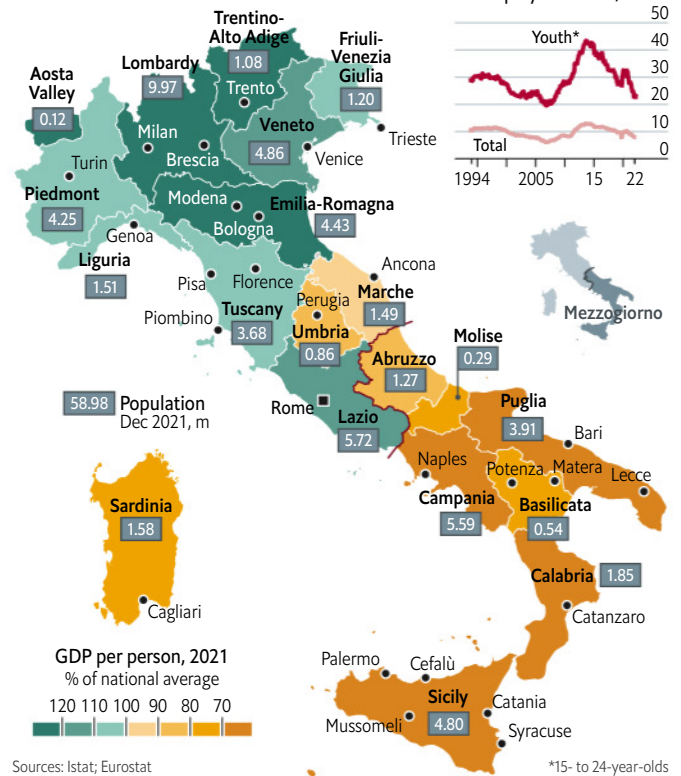 50
40
30
20
10
0
Youth*
Total
1994
2005
15
22
Trentino-
Alto Adige
1.08
Trento
Friuli-
Venezia
Giulia
1.20
Trieste
Lombardy
9.97
Milan
Brescia
Aosta
Valley
0.12
Veneto
4.86
Venice
Turin
Piedmont
4.25
Modena
Bologna
Emilia-Romagna
4.43
Genoa
Liguria
1.51
Pisa
Florence
Tuscany
3.68
Piombino
Ancona
Marche
1.49
Perugia
Umbria
0.86
Mezzogiorno
Abruzzo
1.27
Molise
0.29
58.98
Population
Dec 2021, m
Rome
Lazio
5.72
Puglia
3.91
Bari
Naples
Campania
5.59
Potenza
Matera
Basilicata
0.54
Lecce
Sardinia
1.58
Cagliari
Calabria
1.85
Catanzaro
GDP per person, 2021
% of national average
120 110 100 90 80 70
Palermo
Cefalù
Sicily
4.80
Catania
Mussomeli
Syracuse
Sources: Istat; Eurostat
*15- to 24-year-olds